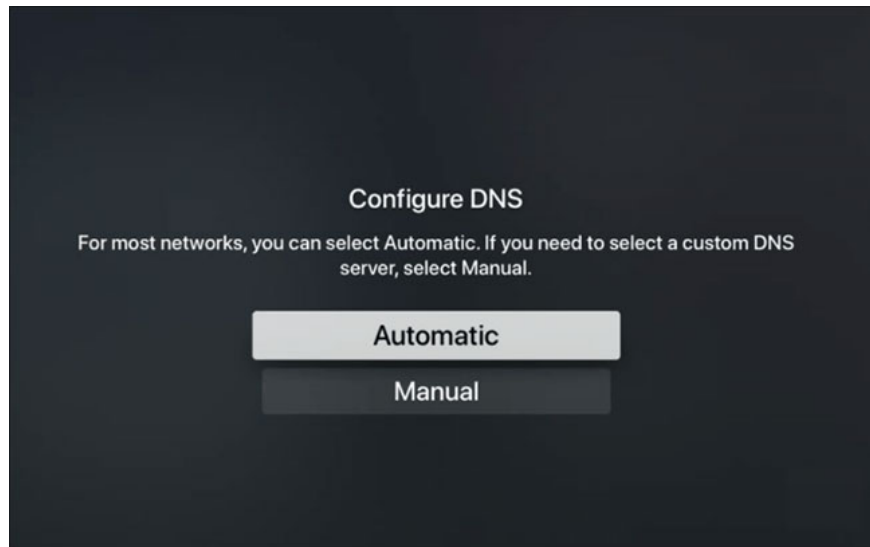 Configure DNS
For most networks, you can select Automatic. If you need to select a custom DNS
server, select Manual.
Automatic
Manual